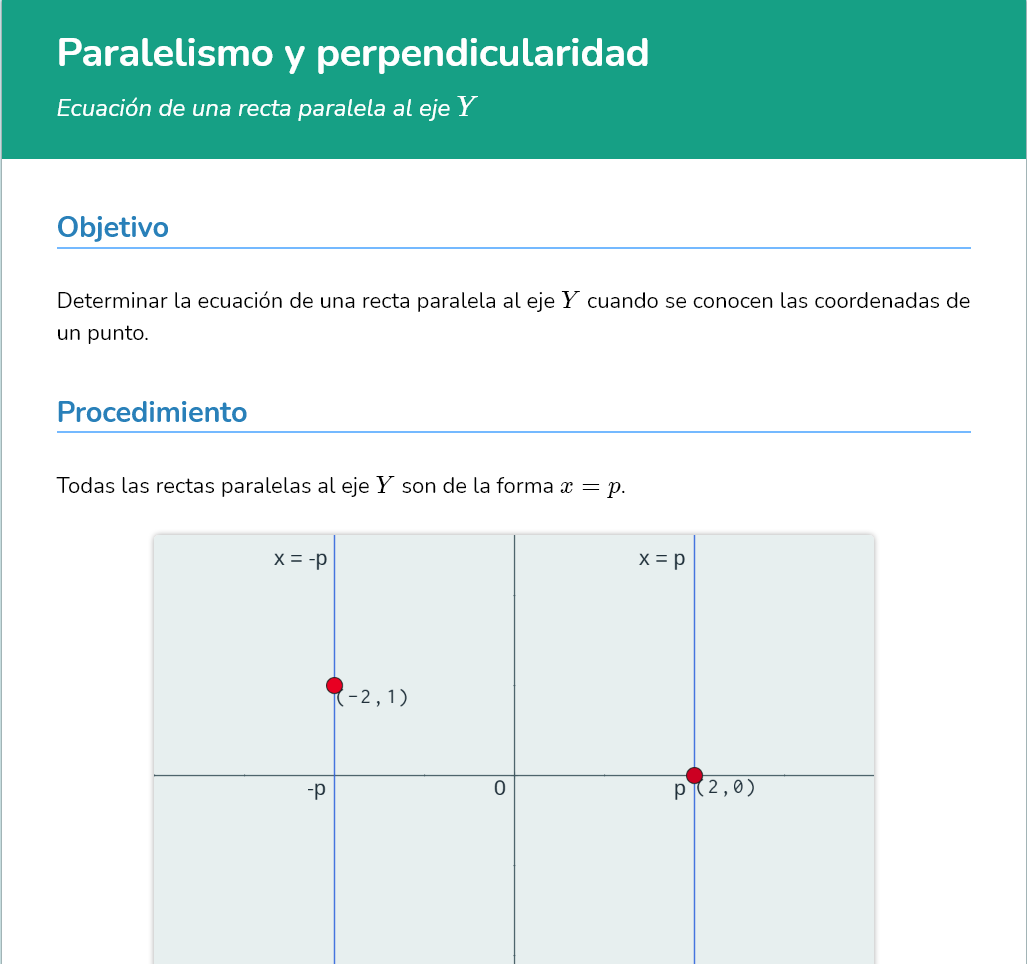 Paralelismo y perpendicularidad
Ecuación de una recta paralela al eje Y
Objetivo
Determinar la ecuación de una recta paralela al eje Y cuando se conocen las coordenadas de
un punto.
Procedimiento
Todas las rectas paralelas al eje Y son de la forma x = p.
x = -p
x = p
(-2,1)
-p
O
p
(2,0)